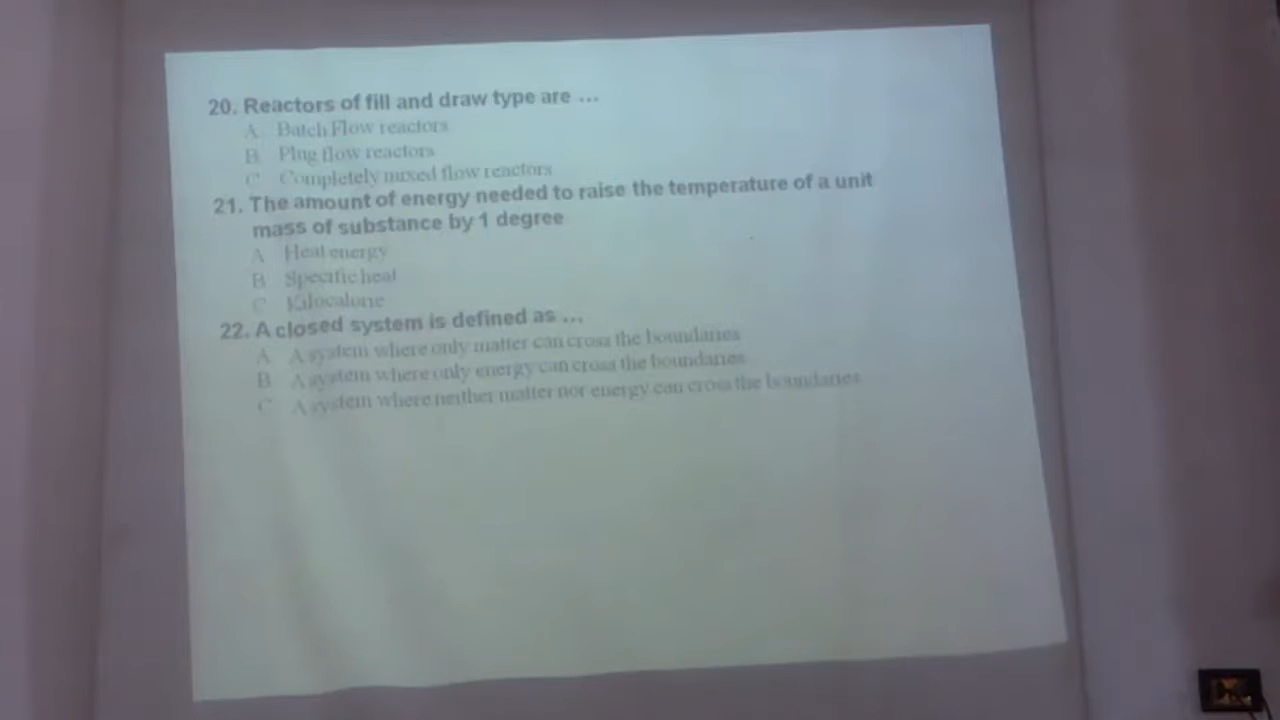 20. Reactors of fill and draw type are ...
A Batch Flow reactors
B Plug flow reactors
C Completely mixed flow reactors
21. The amount of energy needed to raise the temperature of a unit
mass of substance by 1 degree
A Heat energy
B Specific heat
C Kilocalorie
22. A closed system is defined as ...
A A system where only matter can cross the boundaries
B A system where only energy can cross the boundaries
C A system where neither matter nor energy can cross the boundaries